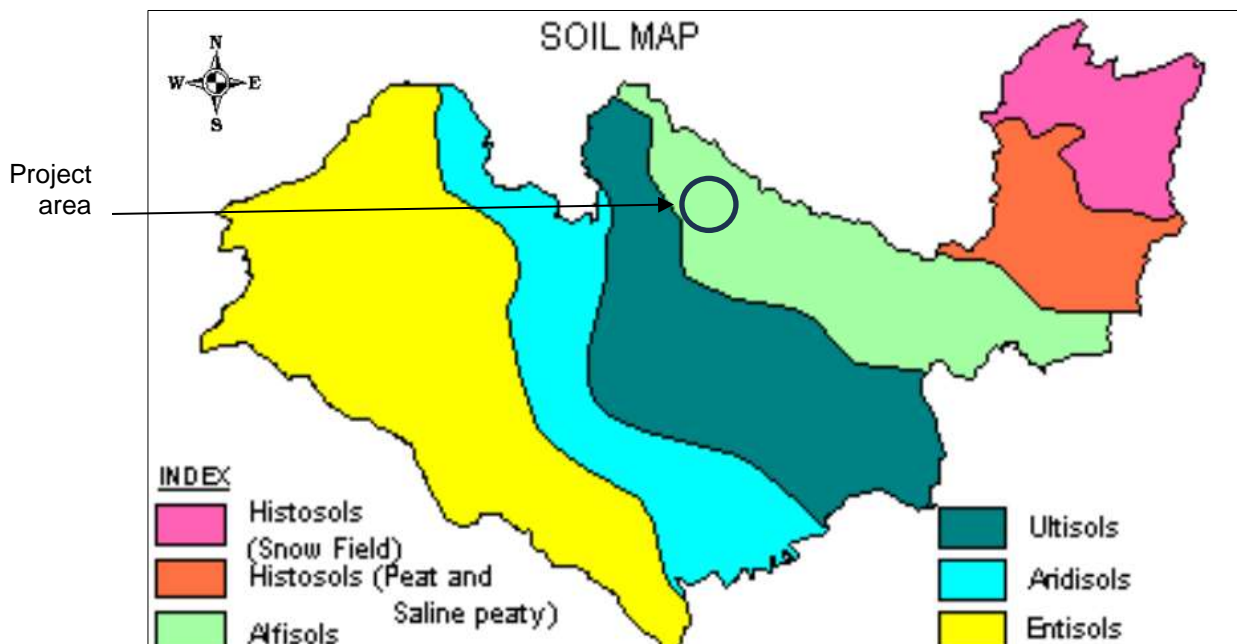 SOIL MAP
N
W E
S
Project
area
INDEX
Histosols
(Snow Field)
Histosols (Peat and
Saline peaty)
Alfisols
Ultisols
Aridisols
Entisols